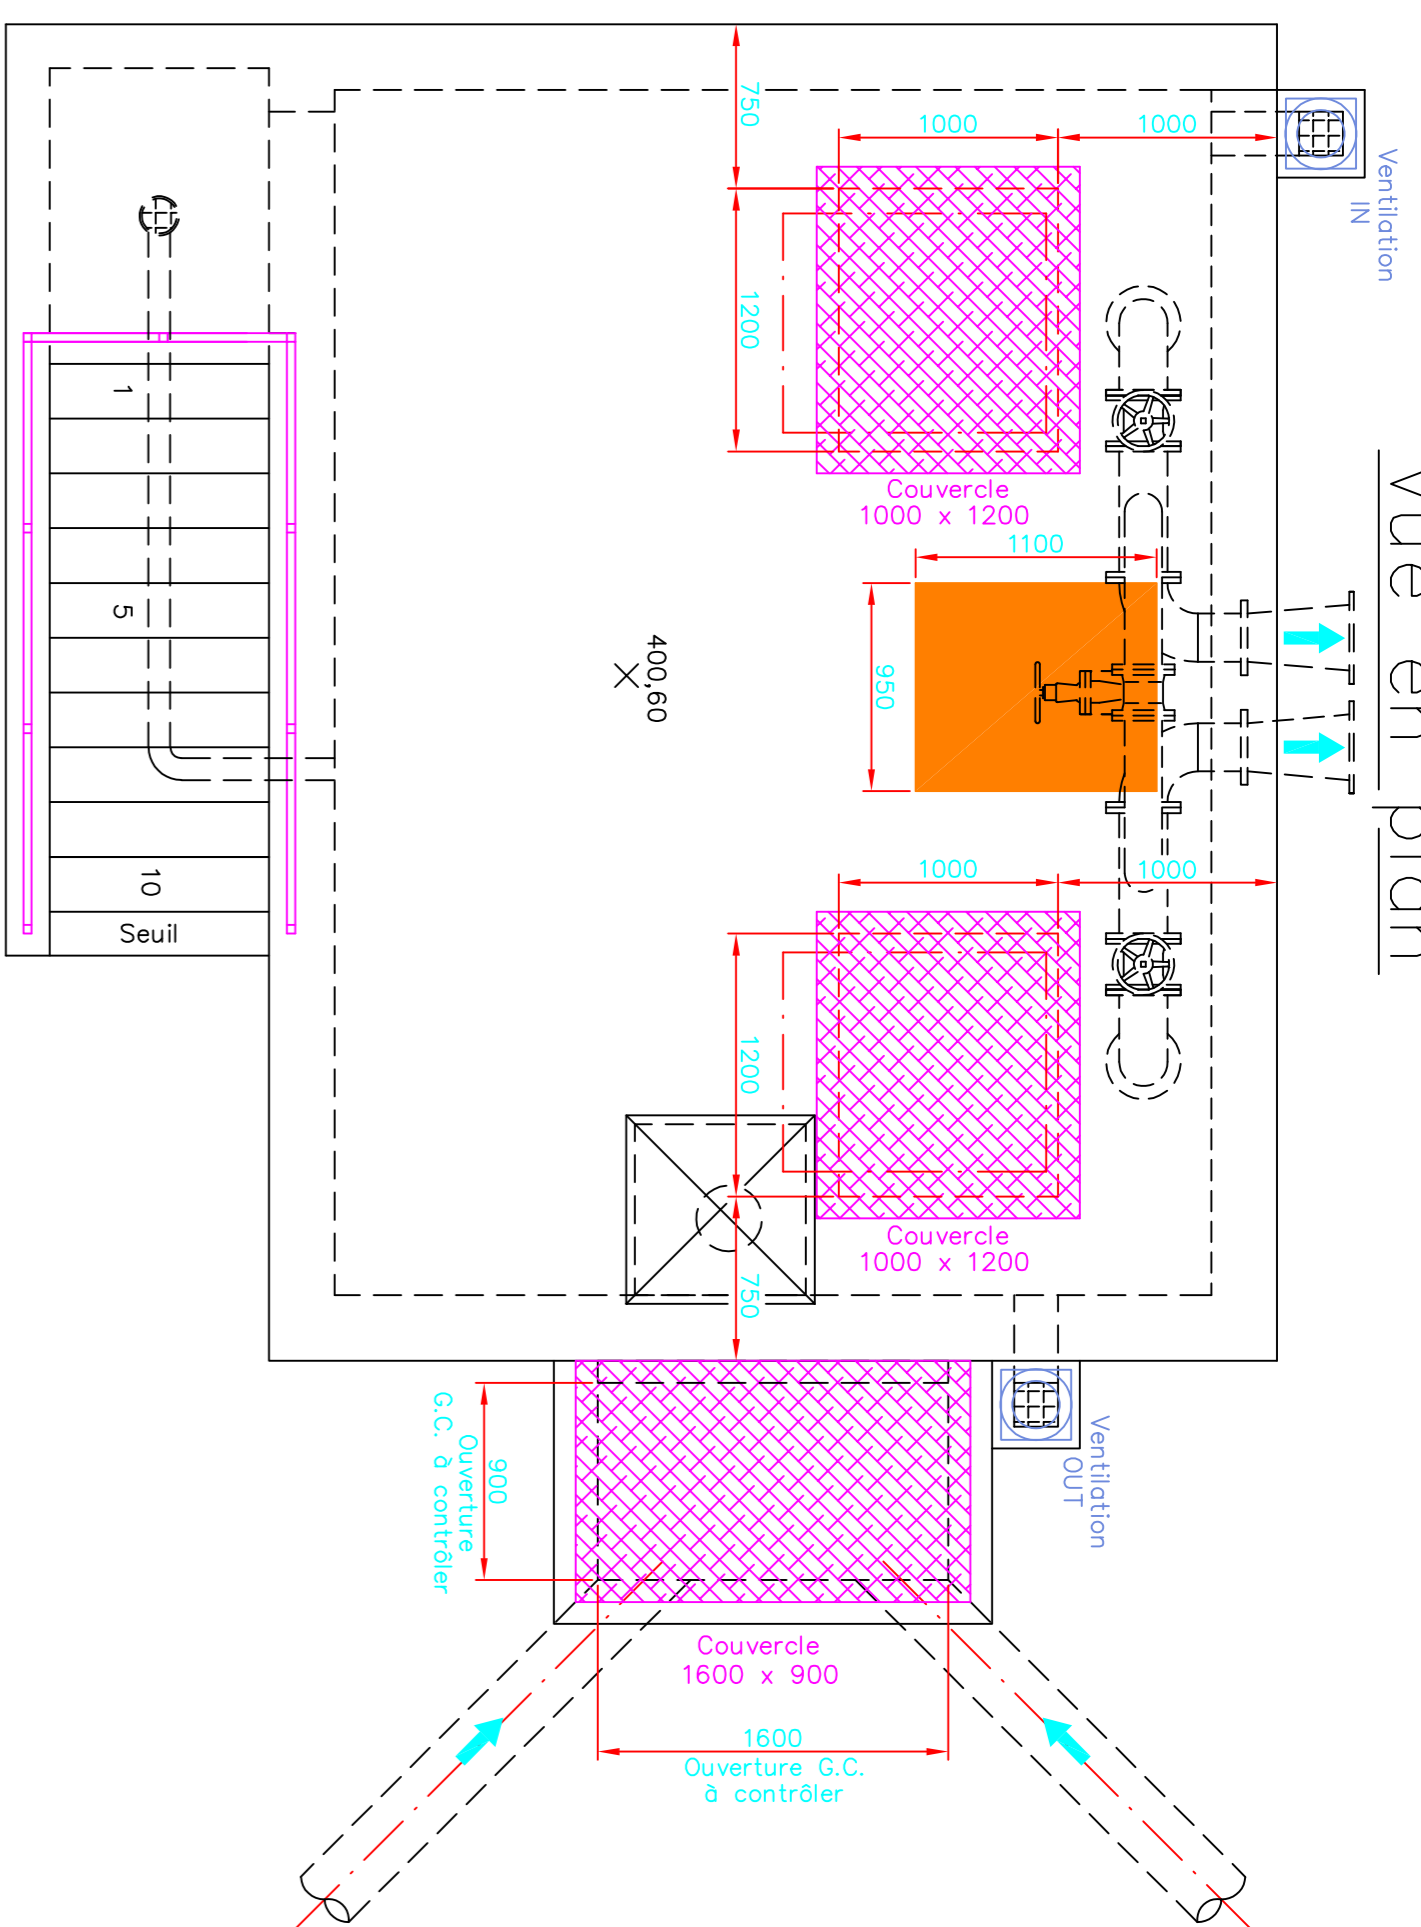 Vue en plan
Ventilation
IN
750
1000
1000
1200
Couvercle
1000 x 1200
1100
950
400,60
1
5
10
Seuil
1000
1000
1200
Couvercle
1000 x 1200
750
Ventilation
OUT
900
Ouverture
G.C. à contrôler
Couvercle
1600 x 900
1600
Ouverture G.C.
à contrôler